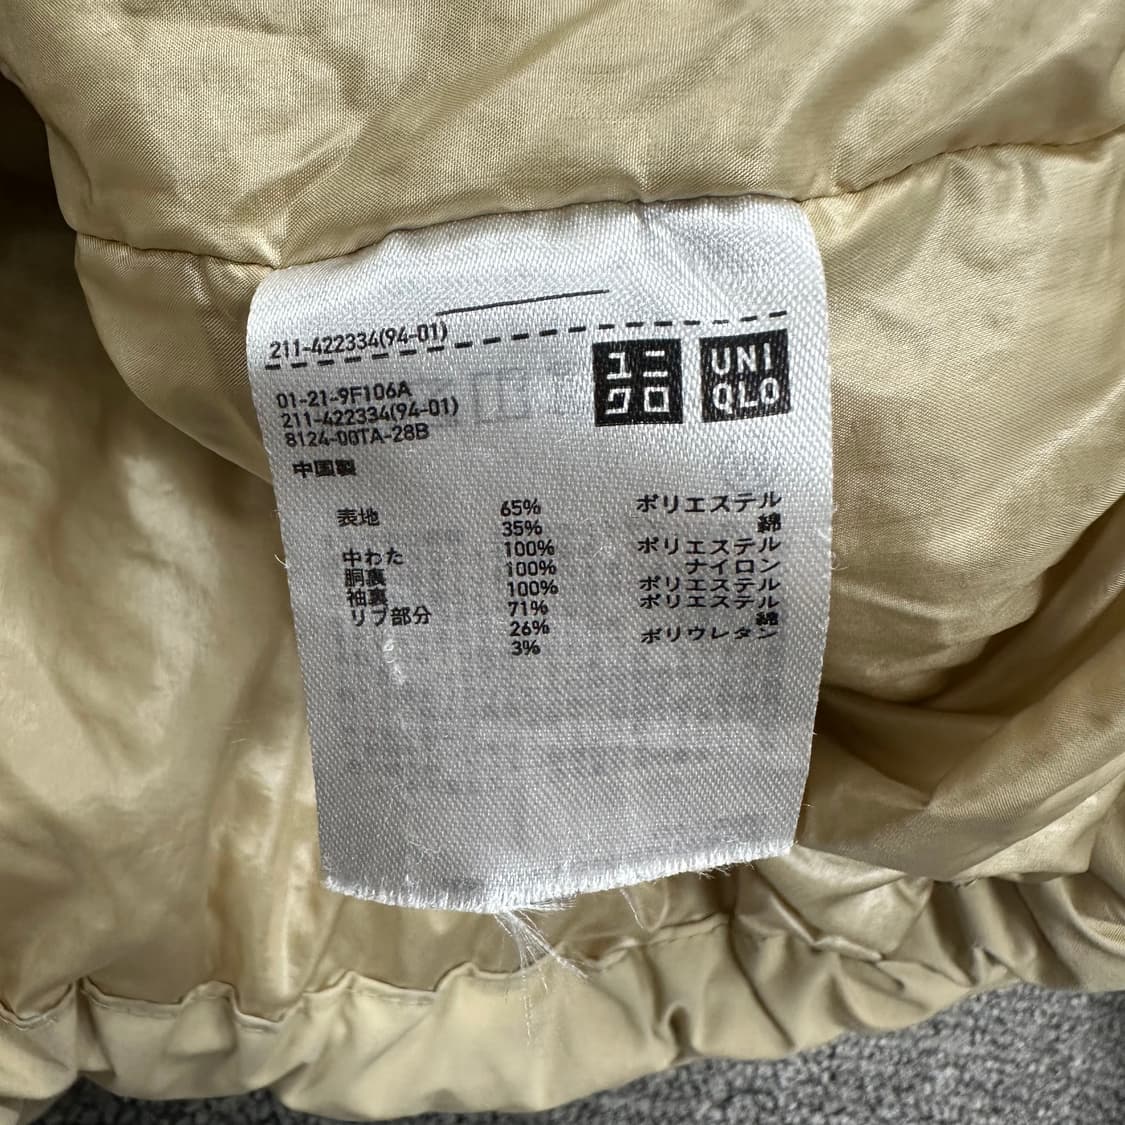 211-422334(94-01)
ユニ
クロ
UNI
QLO
01-21-9F106A
211-422334(94-01)
8124-00TA-28B
中国製
表地 65% ポリエステル
35% 綿
中わた 100% ポリエステル
胴裏 100% ナイロン
袖裏 100% ポリエステル
リブ部分 71% ポリエステル
26% 綿
3% ポリウレタン